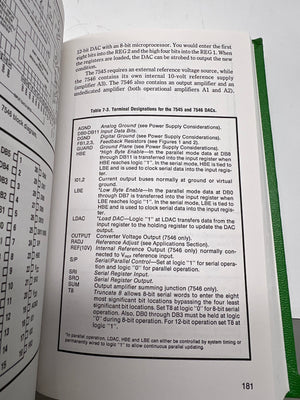 12-bit DAC with an 8-bit microprocessor. You would enter the first
eight bits into the REG 2 and the high four bits into the REG 1. When
they are loaded, the DAC can be strobed to output the new
condition.
The 7545 requires an external reference voltage source, while
the 7546 contains its own internal 10-volt reference supply
(amplifier A3). The 7546 also contains an output amplifier and an
undedicated amplifier (both operational amplifiers A1 and A2).
Table 7-3. Terminal Designations for the 7545 and 7546 DACs.
AGND Analog Ground (see Power Supply Considerations).
DB0-DB11 Input Data Bits.
DGND Digital Ground (see Power Supply Considerations).
FB1,2,3, Feedback Resistors (see Figures 1 and 2).
GUARD Ground Plane (see Power Supply Considerations).
HBE "High Byte Enable—in the parallel mode data at DB8
through DB11 is transferred into the input register when
HBE reaches logic "1". In the serial mode, HBE is tied to
LBE and is used to clock serial data into the input regis-
ter.
I01,2 Current output buses normally at ground or virtual
ground.
LBE "Low Byte Enable—in the parallel mode data at DB0
through DB7 is transferred into the input register when
LBE reaches logic "1". In the serial mode, LBE is tied to
HBE and is used to clock serial data into the input regis-
ter.
LDAC "Load DAC—Logic "1" at LDAC transfers data from the
input register to the holding register to update the DAC
output.
OUTPUT Converter Voltage Output (7546 only).
RADJ Reference Adjust (see Applications Section).
REF(10V) Internal Reference Output (7546 only) normally con-
nected to VREF reference input.
S/P Serial/Parallel Control—Set at logic "1" for serial opera-
tion and logic "0" for parallel operation.
SRI Serial Register Input.
SRO Serial Register Output.
SUM Output amplifier summing junction (7546 only).
T8 Truncate 8 allows 8-bit serial words to enter the eight
most significant bit locations bypassing the four least
significant bit locations. Set T8 at logic "0" for 8-bit serial
operation. Also, DB0 through DB3 must be held at logic
"0" during 8-bit operation. For 12-bit operation set T8 at
logic "1".
*In parallel operation, LDAC, HBE and LBE can either be controlled by system timing or
permanently wired to logic "1" to allow continuous parallel updating.
181
7546 block
DB6
DB5